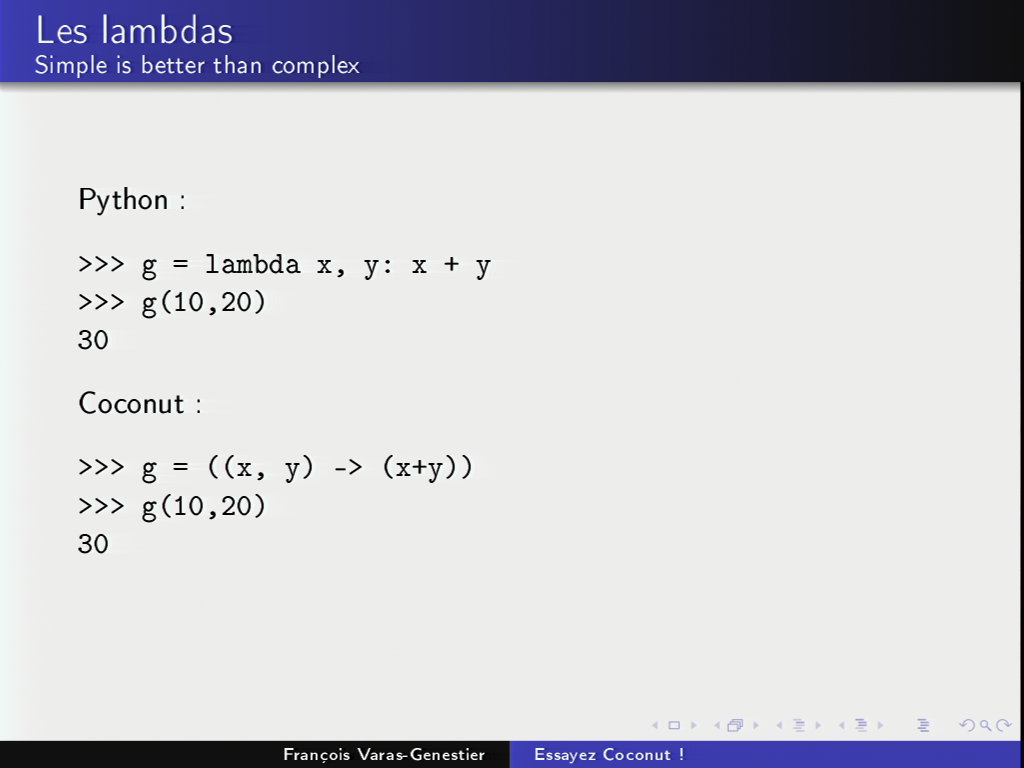 Les lambdas
Simple is better than complex
Python :
>>> g = lambda x, y: x + y
>>> g(10,20)
30
Coconut :
>>> g = ((x, y) -> (x+y))
>>> g(10,20)
30
François Varas-Genestier
Essayez Coconut !